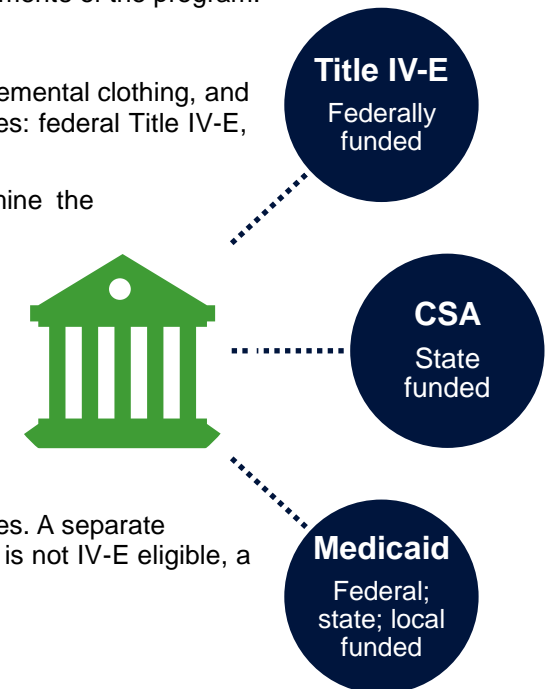 ments of the program.
Title IV-E
Federally
funded
emental clothing, and
es: federal Title IV-E,
nine the
CSA
State
funded
es. A separate
is not IV-E eligible, a
Medicaid
Federal;
state; local
funded